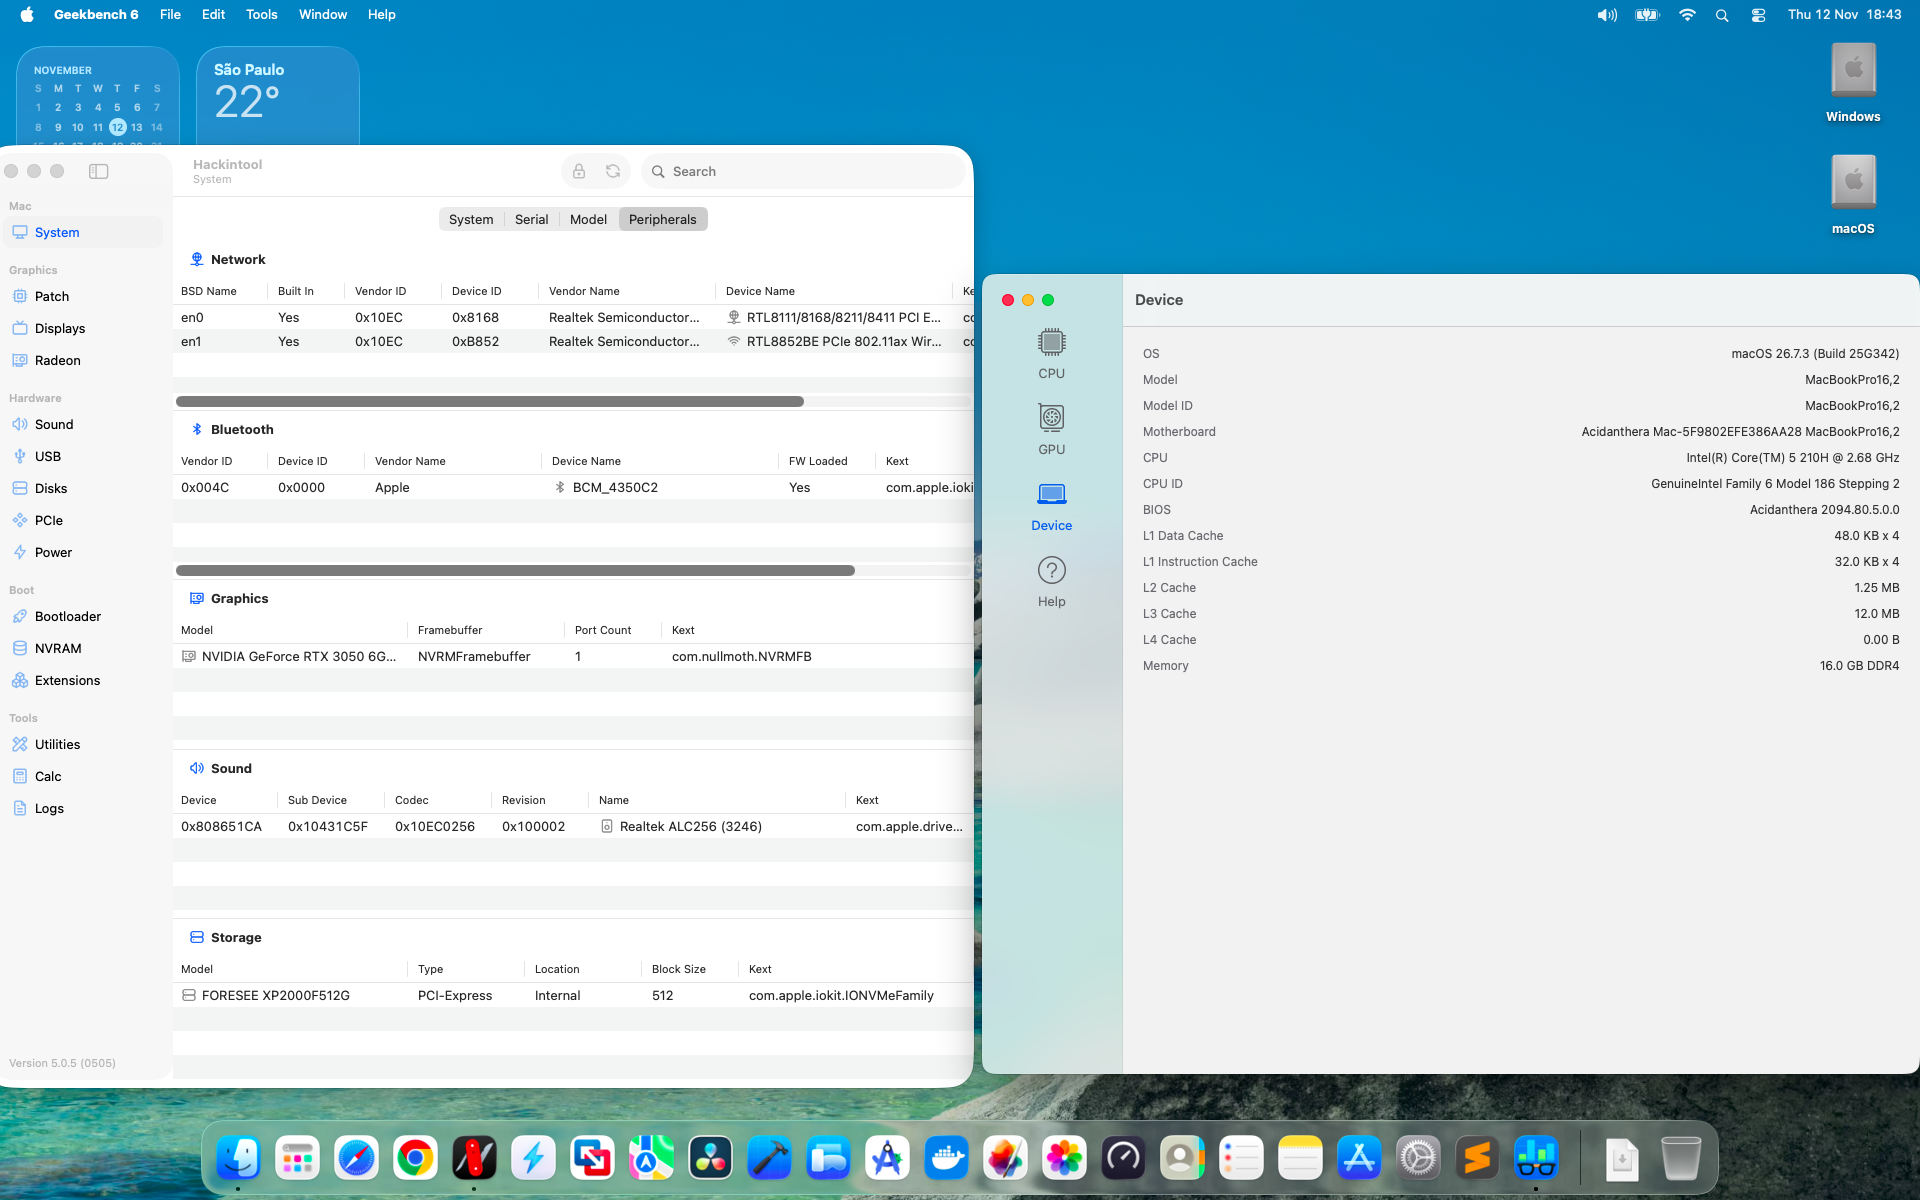 Geekbench 6 File Edit Tools Window Help Thu 12 Nov 18:43
NOVEMBER
S M T W T F S
1 2 3 4 5 6 7
8 9 10 11 12 13 14
São Paulo
22°
Windows
macOS
Hackintool
System
Search
Mac
System
Graphics
Patch
Displays
Radeon
Hardware
Sound
USB
Disks
PCIe
Power
Boot
Bootloader
NVRAM
Extensions
Tools
Utilities
Calc
Logs
Version 5.0.5 (0505)
System Serial Model Peripherals
Network
BSD Name Built In Vendor ID Device ID Vendor Name Device Name Ke
en0 Yes 0x10EC 0x8168 Realtek Semiconductor... RTL8111/8168/8211/8411 PCI E... co
en1 Yes 0x10EC 0xB852 Realtek Semiconductor... RTL8852BE PCIe 802.11ax Wir... co
Bluetooth
Vendor ID Device ID Vendor Name Device Name FW Loaded Kext
0x004C 0x0000 Apple BCM_4350C2 Yes com.apple.ioki
Graphics
Model Framebuffer Port Count Kext
NVIDIA GeForce RTX 3050 6G... NVRMFramebuffer 1 com.nullmoth.NVRMFB
Sound
Device Sub Device Codec Revision Name Kext
0x808651CA 0x10431C5F 0x10EC0256 0x100002 Realtek ALC256 (3246) com.apple.drive...
Storage
Model Type Location Block Size Kext
FORESEE XP2000F512G PCI-Express Internal 512 com.apple.iokit.IONVMeFamily
CPU
GPU
Device
Help
Device
OS macOS 26.7.3 (Build 25G342)
Model MacBookPro16,2
Model ID MacBookPro16,2
Motherboard Acidanthera Mac-5F9802EFE386AA28 MacBookPro16,2
CPU Intel(R) Core(TM) 5 210H @ 2.68 GHz
CPU ID GenuineIntel Family 6 Model 186 Stepping 2
BIOS Acidanthera 2094.80.5.0.0
L1 Data Cache 48.0 KB x 4
L1 Instruction Cache 32.0 KB x 4
L2 Cache 1.25 MB
L3 Cache 12.0 MB
L4 Cache 0.00 B
Memory 16.0 GB DDR4